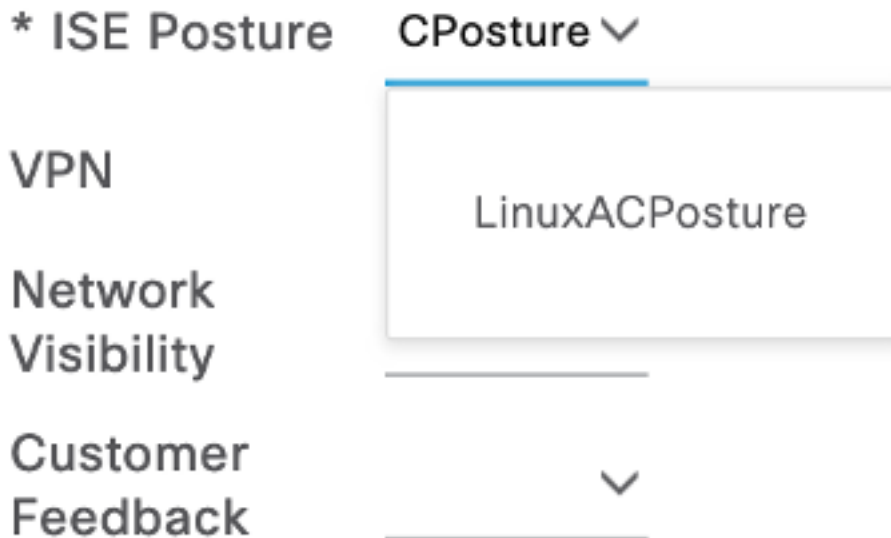 * ISE Posture CPosture
VPN
LinuxACPosture
Network
Visibility
Customer
Feedback